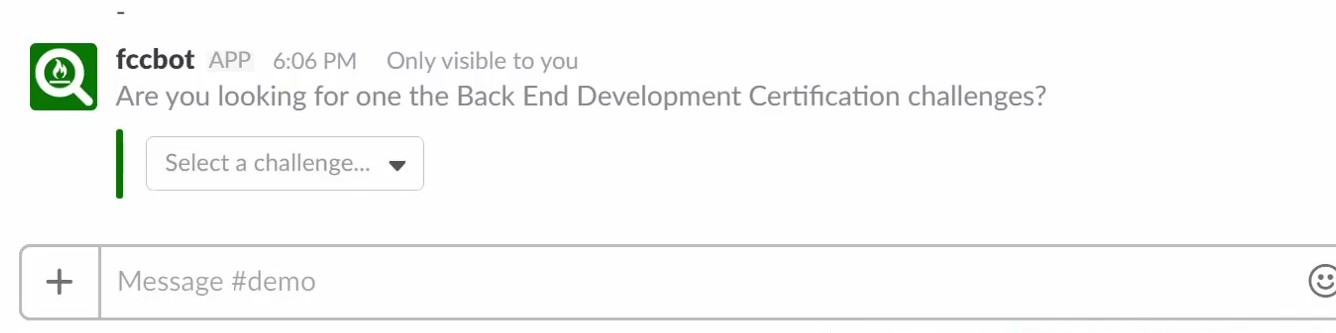 -
fccbot APP 6:06 PM Only visible to you
Are you looking for one the Back End Development Certification challenges?
Select a challenge...
Message #demo